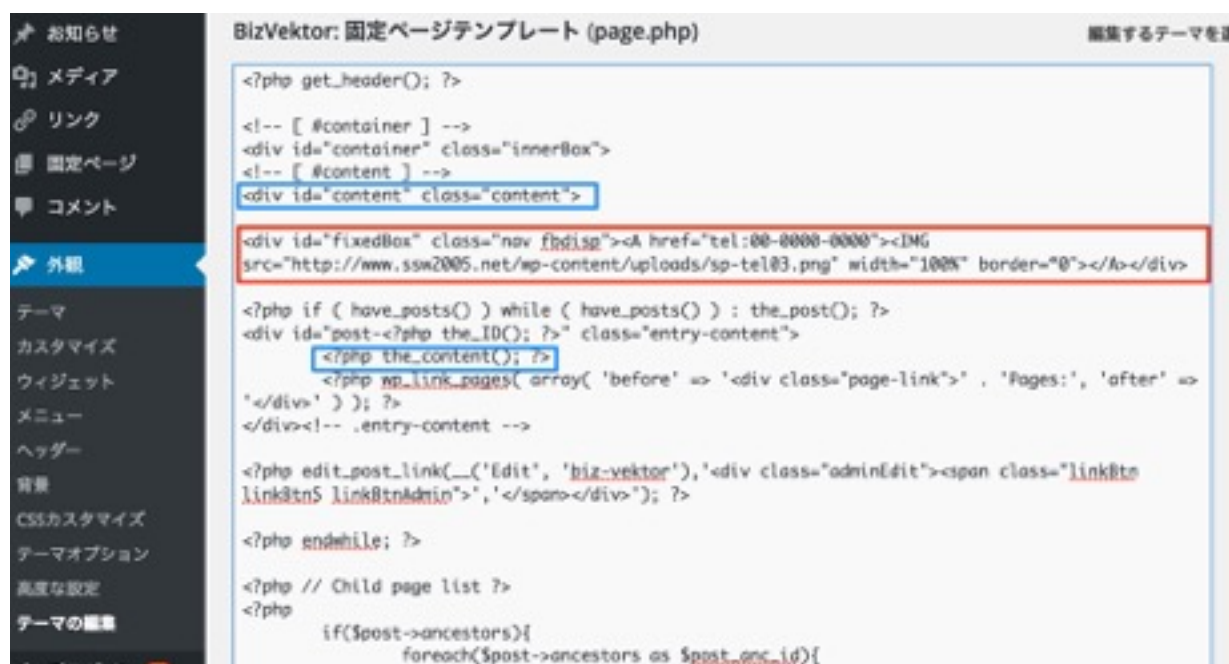 お知らせ
メディア
リンク
固定ページ
コメント
外観
テーマ
カスタマイズ
ウィジェット
メニュー
ヘッダー
背景
CSSカスタマイズ
テーマオプション
高度な設定
テーマの編集
BizVektor: 固定ページテンプレート (page.php)
編集するテーマを
<?php get_header(); ?>
<!-- [ #container ] -->
<div id="container" class="innerBox">
<!-- [ #content ] -->
<div id="content" class="content">
<div id="fixedBox" class="nav fbdisp"><A href="tel:00-0000-0000"><IMG
src="http://www.ssw2005.net/wp-content/uploads/sp-tel03.png" width="100%" border="0"></A></div>
<?php if ( have_posts() ) while ( have_posts() ) : the_post(); ?>
<div id="post-<?php the_ID(); ?>" class="entry-content">
<?php the_content(); ?>
<?php wp_link_pages( array( 'before' => '<div class="page-link">' . 'Pages:', 'after' =>
'</div>' ) ); ?>
</div><!-- .entry-content -->
<?php edit_post_link(__('Edit', 'biz-vektor'),'<div class="adminEdit"><span class="linkBtn
linkBtnS linkBtnAdmin">','</span></div>'); ?>
<?php endwhile; ?>
<?php // Child page list ?>
<?php
if($post->ancestors){
foreach($post->ancestors as $post_anc_id){